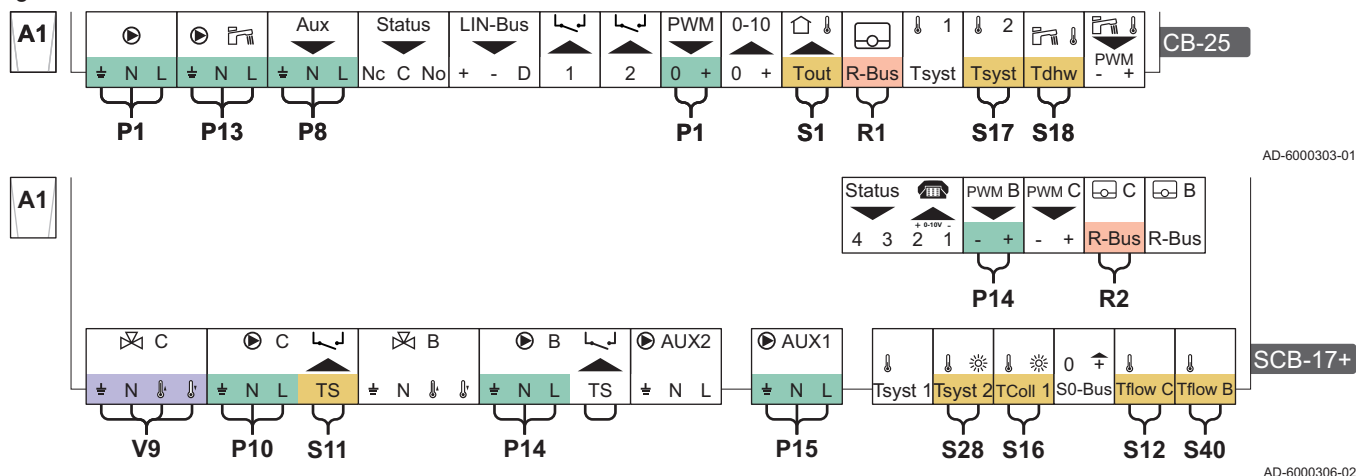 A1
Aux Status LIN-Bus PWM 0-10 1 2 CB-25
PWM
N L N L N L Nc C No + - D 1 2 0 + 0 + Tout R-Bus Tsyst Tsyst Tdhw - +
P1 P13 P8 P1 S1 R1 S17 S18
AD-6000303-01
A1
Status PWM B PWM C C B
+ 0-10V -
4 3 2 1 - + - + R-Bus R-Bus
P14 R2
C C B B AUX2 AUX1 0 + SCB-17+
N N L TS N N L TS N L N L Tsyst 1 Tsyst 2 TColl 1 S0-Bus Tflow C Tflow B
V9 P10 S11 P14 P15 S28 S16 S12 S40
AD-6000306-02